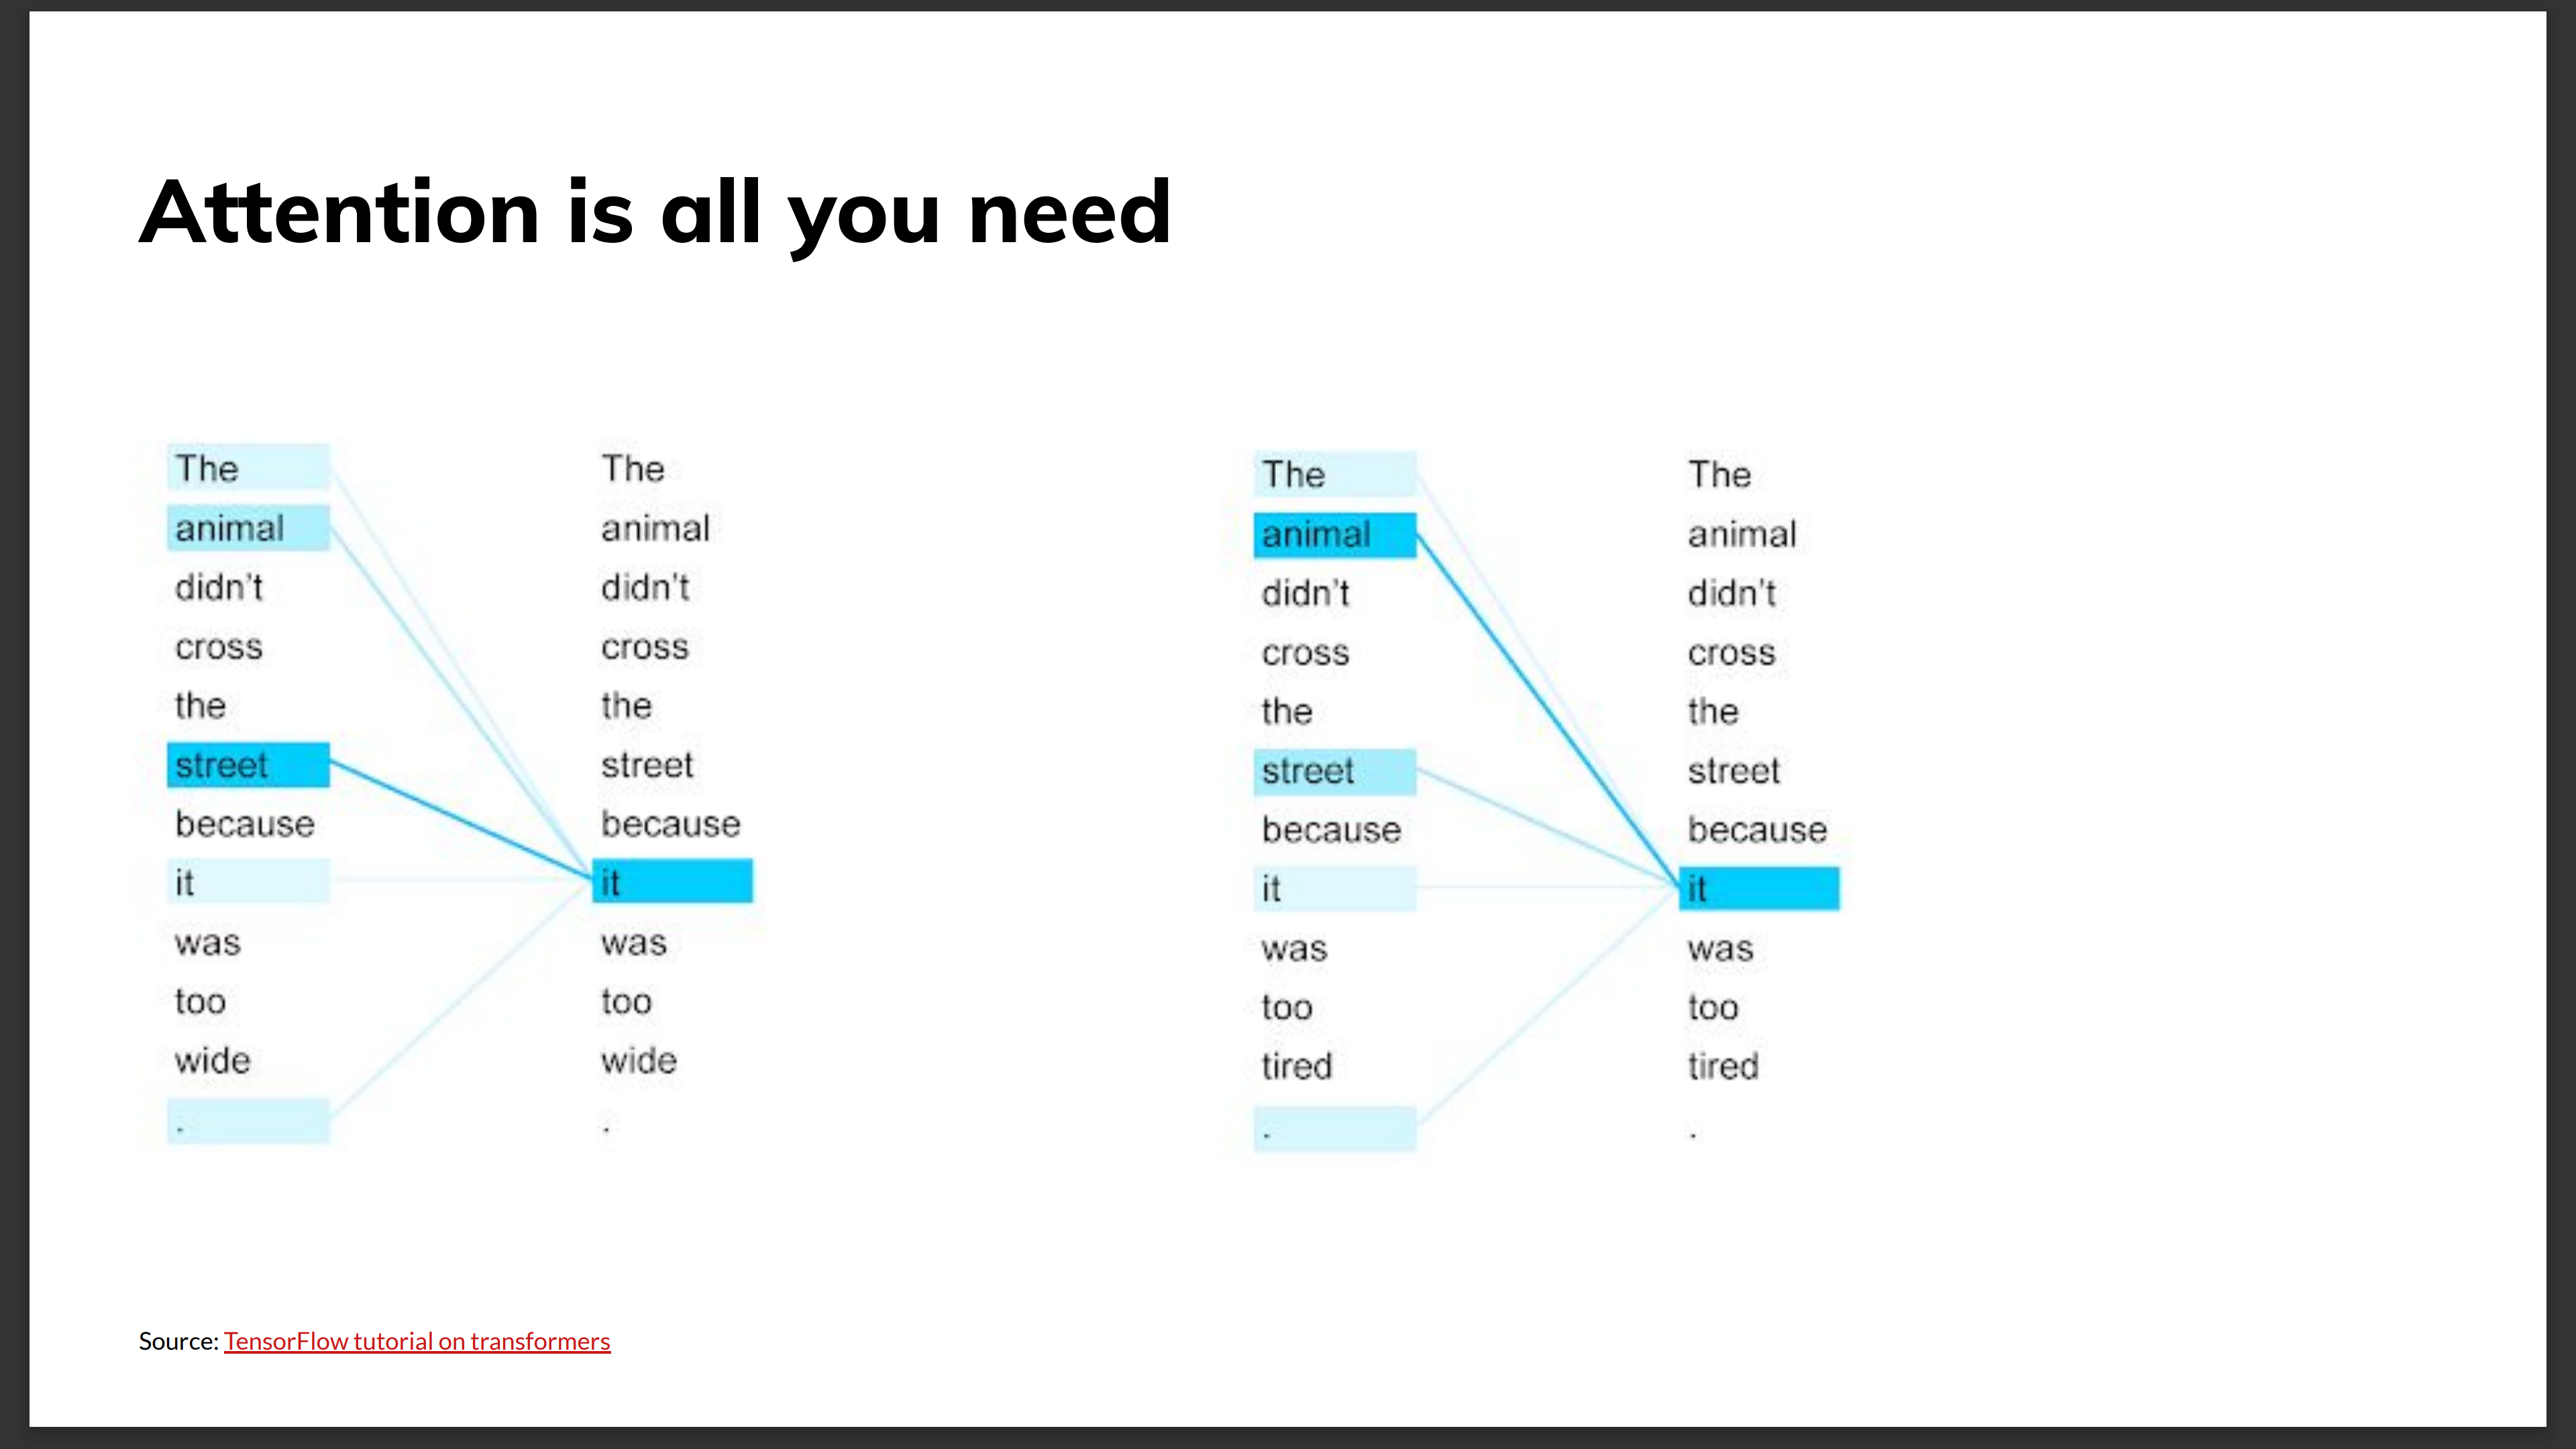 Attention is all you need
The The
animal animal
didn't didn't
cross cross
the the
street street
because because
it it
was was
too too
wide wide
. .
The The
animal animal
didn't didn't
cross cross
the the
street street
because because
it it
was was
too too
tired tired
. .
Source: TensorFlow tutorial on transformers